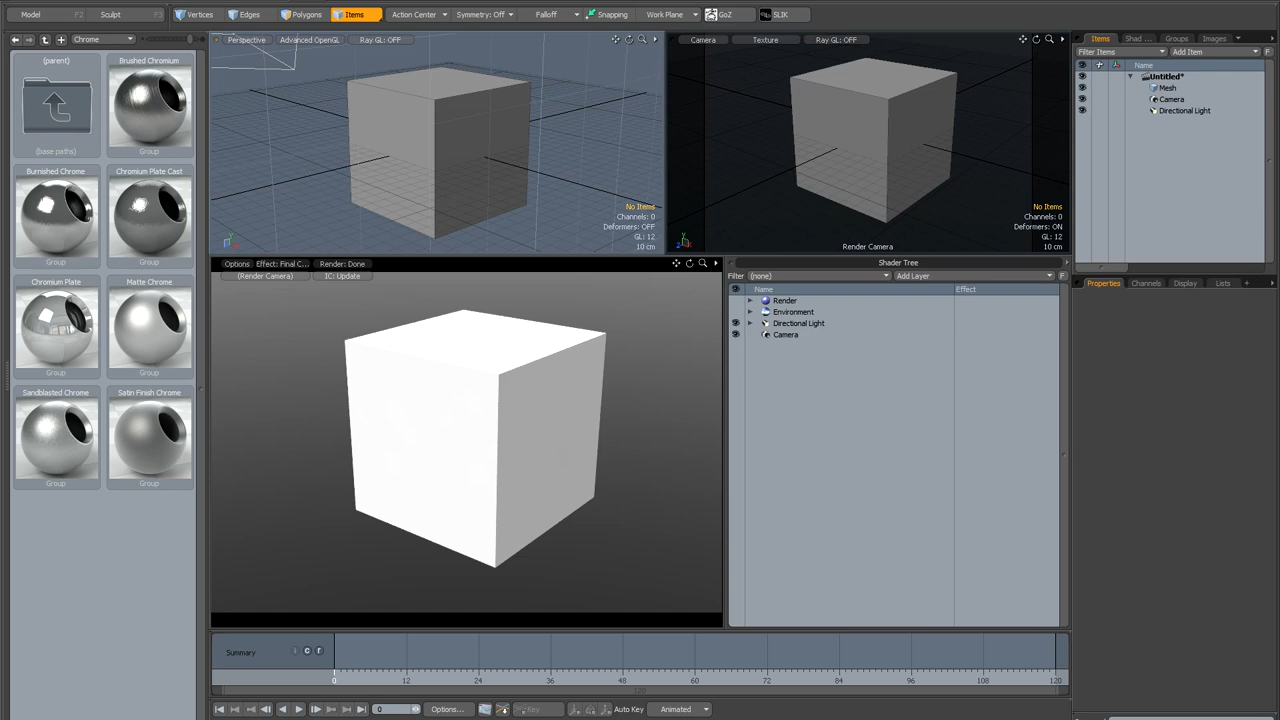 Model F2 Sculpt F3 Vertices Edges Polygons Items Action Center Symmetry: Off Falloff Snapping Work Plane GoZ SLIK
Chrome
(parent)
(base paths)
Brushed Chromium
Group
Burnished Chrome
Group
Chromium Plate Cast
Group
Chromium Plate
Group
Matte Chrome
Group
Sandblasted Chrome
Group
Satin Finish Chrome
Group
Perspective Advanced OpenGL Ray GL: OFF
No Items
Channels: 0
Deformers: OFF
GL: 12
10 cm
Camera Texture Ray GL: OFF
No Items
Channels: 0
Deformers: ON
GL: 12
10 cm
Render Camera
Options Effect: Final C... Render: Done
(Render Camera) IC: Update
Shader Tree
Filter (none) Add Layer F
Name Effect
Render
Environment
Directional Light
Camera
Items Shad ... Groups Images
Filter Items Add Item F
Name
Untitled*
Mesh
Camera
Directional Light
Properties Channels Display Lists +
Summary c r
0 12 24 36 48 60 72 84 96 108 120
0 120
0 Options... Key Auto Key Animated